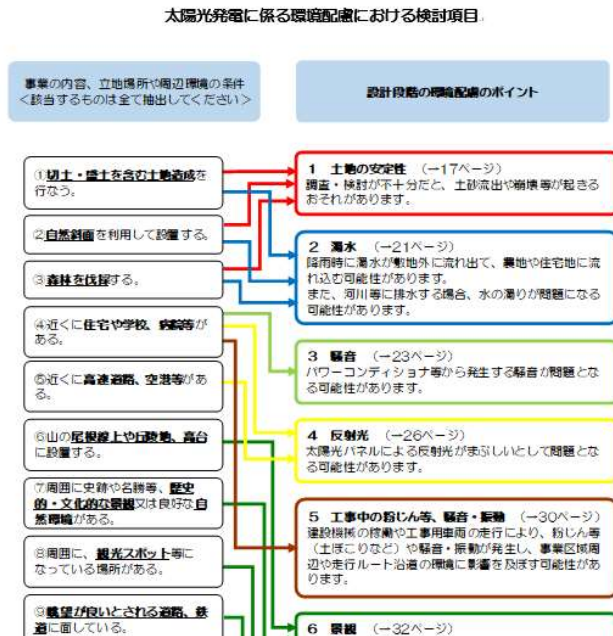 太陽光発電に係る環境配慮における検討項目
事業の内容、立地場所や周辺環境の条件
<該当するものは全て抽出してください>
設計段階の環境配慮のポイント
①切土・盛土を含む土地造成を
行なう。
②自然斜面を利用して設置する。
③森林を伐採する。
④近くに住宅や学校、病院等が
ある。
⑤近くに高速道路、空港等があ
る。
⑥山の尾根線上や丘陵地、高台
に設置する。
⑦周囲に史跡や名勝等、歴史
的・文化的な景観又は良好な自
然環境がある。
⑧周囲に、観光スポット等に
なっている場所がある。
⑨眺望が良いとされる道路、鉄
道に面している。
1 土地の安定性 (→17ページ)
調査・検討が不十分だと、土砂流出や崩壊等が起きる
おそれがあります。
2 濁水 (→21ページ)
降雨時に濁水が敷地外に流れ出て、農地や住宅地に流
れ込む可能性があります。
また、河川等に排水する場合、水の濁りが問題になる
可能性があります。
3 騒音 (→23ページ)
パワーコンディショナ等から発生する騒音が問題とな
る可能性があります。
4 反射光 (→26ページ)
太陽光パネルによる反射光がまぶしいとして問題とな
る可能性があります。
5 工事中の粉じん等、騒音・振動 (→30ページ)
建設機械の稼働や工事用車両の走行により、粉じん等
(土ぼこりなど)や騒音・振動が発生し、事業区域周
辺や走行ルート沿道の環境に影響を及ぼす可能性があ
ります。
6 景観 (→32ページ)